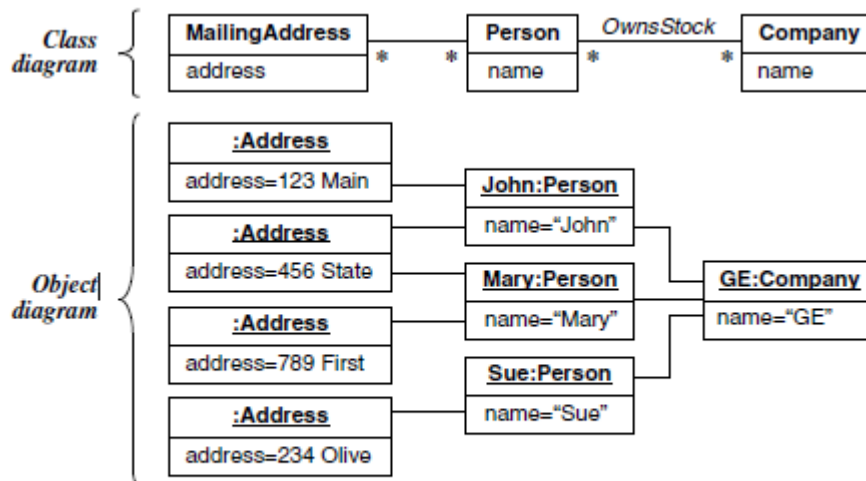 Class
diagram
MailingAddress
address
*
*
Person
name
OwnsStock
*
*
Company
name
Object
diagram
:Address
address=123 Main
:Address
address=456 State
:Address
address=789 First
:Address
address=234 Olive
John:Person
name=“John”
Mary:Person
name=“Mary”
Sue:Person
name=“Sue”
GE:Company
name=“GE”